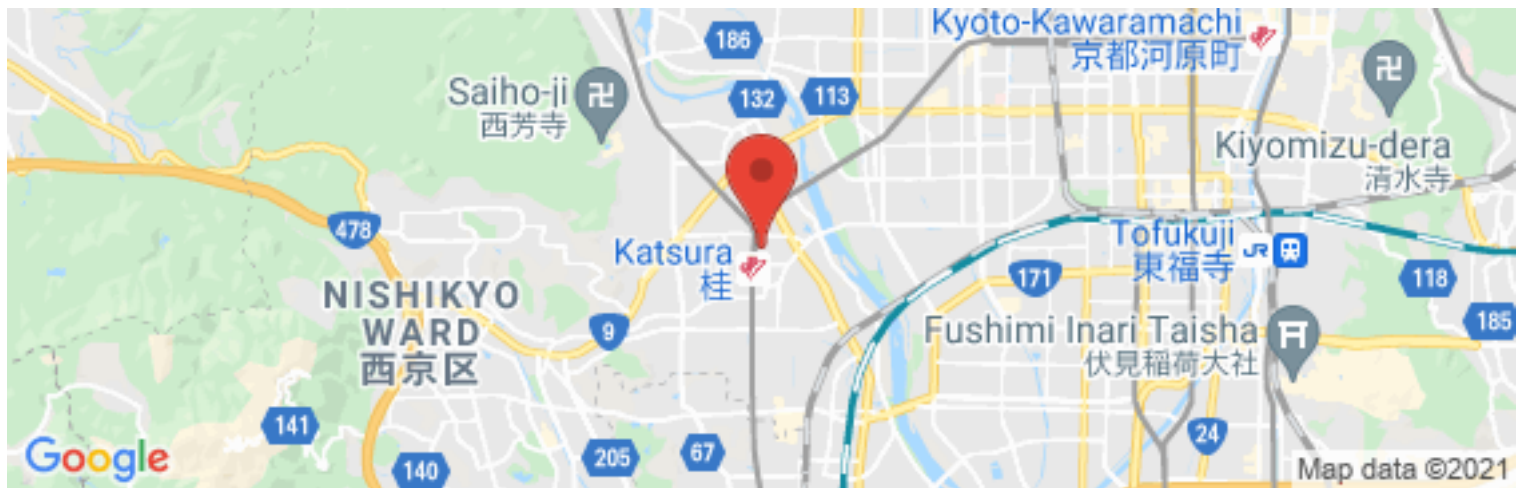 Kyoto-Kawaramachi
京都河原町
186
Saiho-ji
西芳寺
132
113
Kiyomizu-dera
清水寺
478
Katsura
桂
Tofukuji
東福寺
JR
171
118
NISHIKYO
WARD
西京区
9
Fushimi Inari Taisha
伏見稲荷大社
185
141
24
140
205
67
Google
Map data ©2021